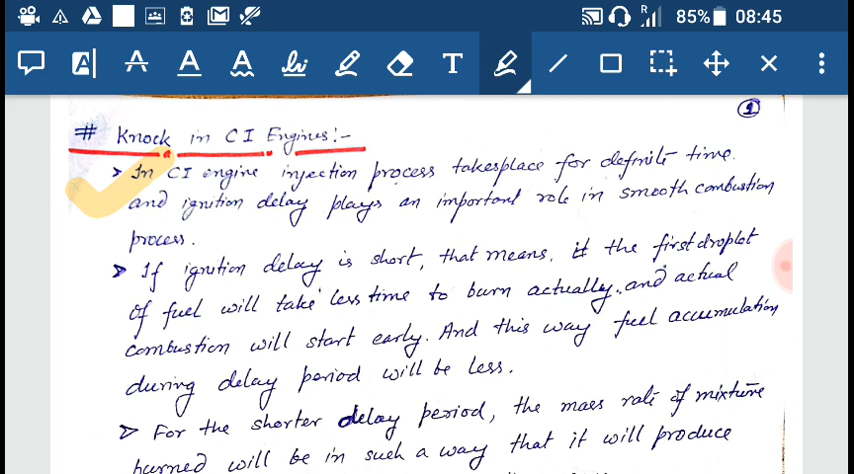 R 85% 08:45
A A A A T
1
# Knock in CI Engines:-
In CI engine injection process takesplace for definite time.
and ignition delay plays an important role in smooth combustion
process.
If ignition delay is short, that means, if the first droplet
of fuel will take less time to burn actually, and actual
combustion will start early. And this way fuel accumulation
during delay period will be less.
For the shorter delay period, the mass rate of mixture
burned will be in such a way that it will produce